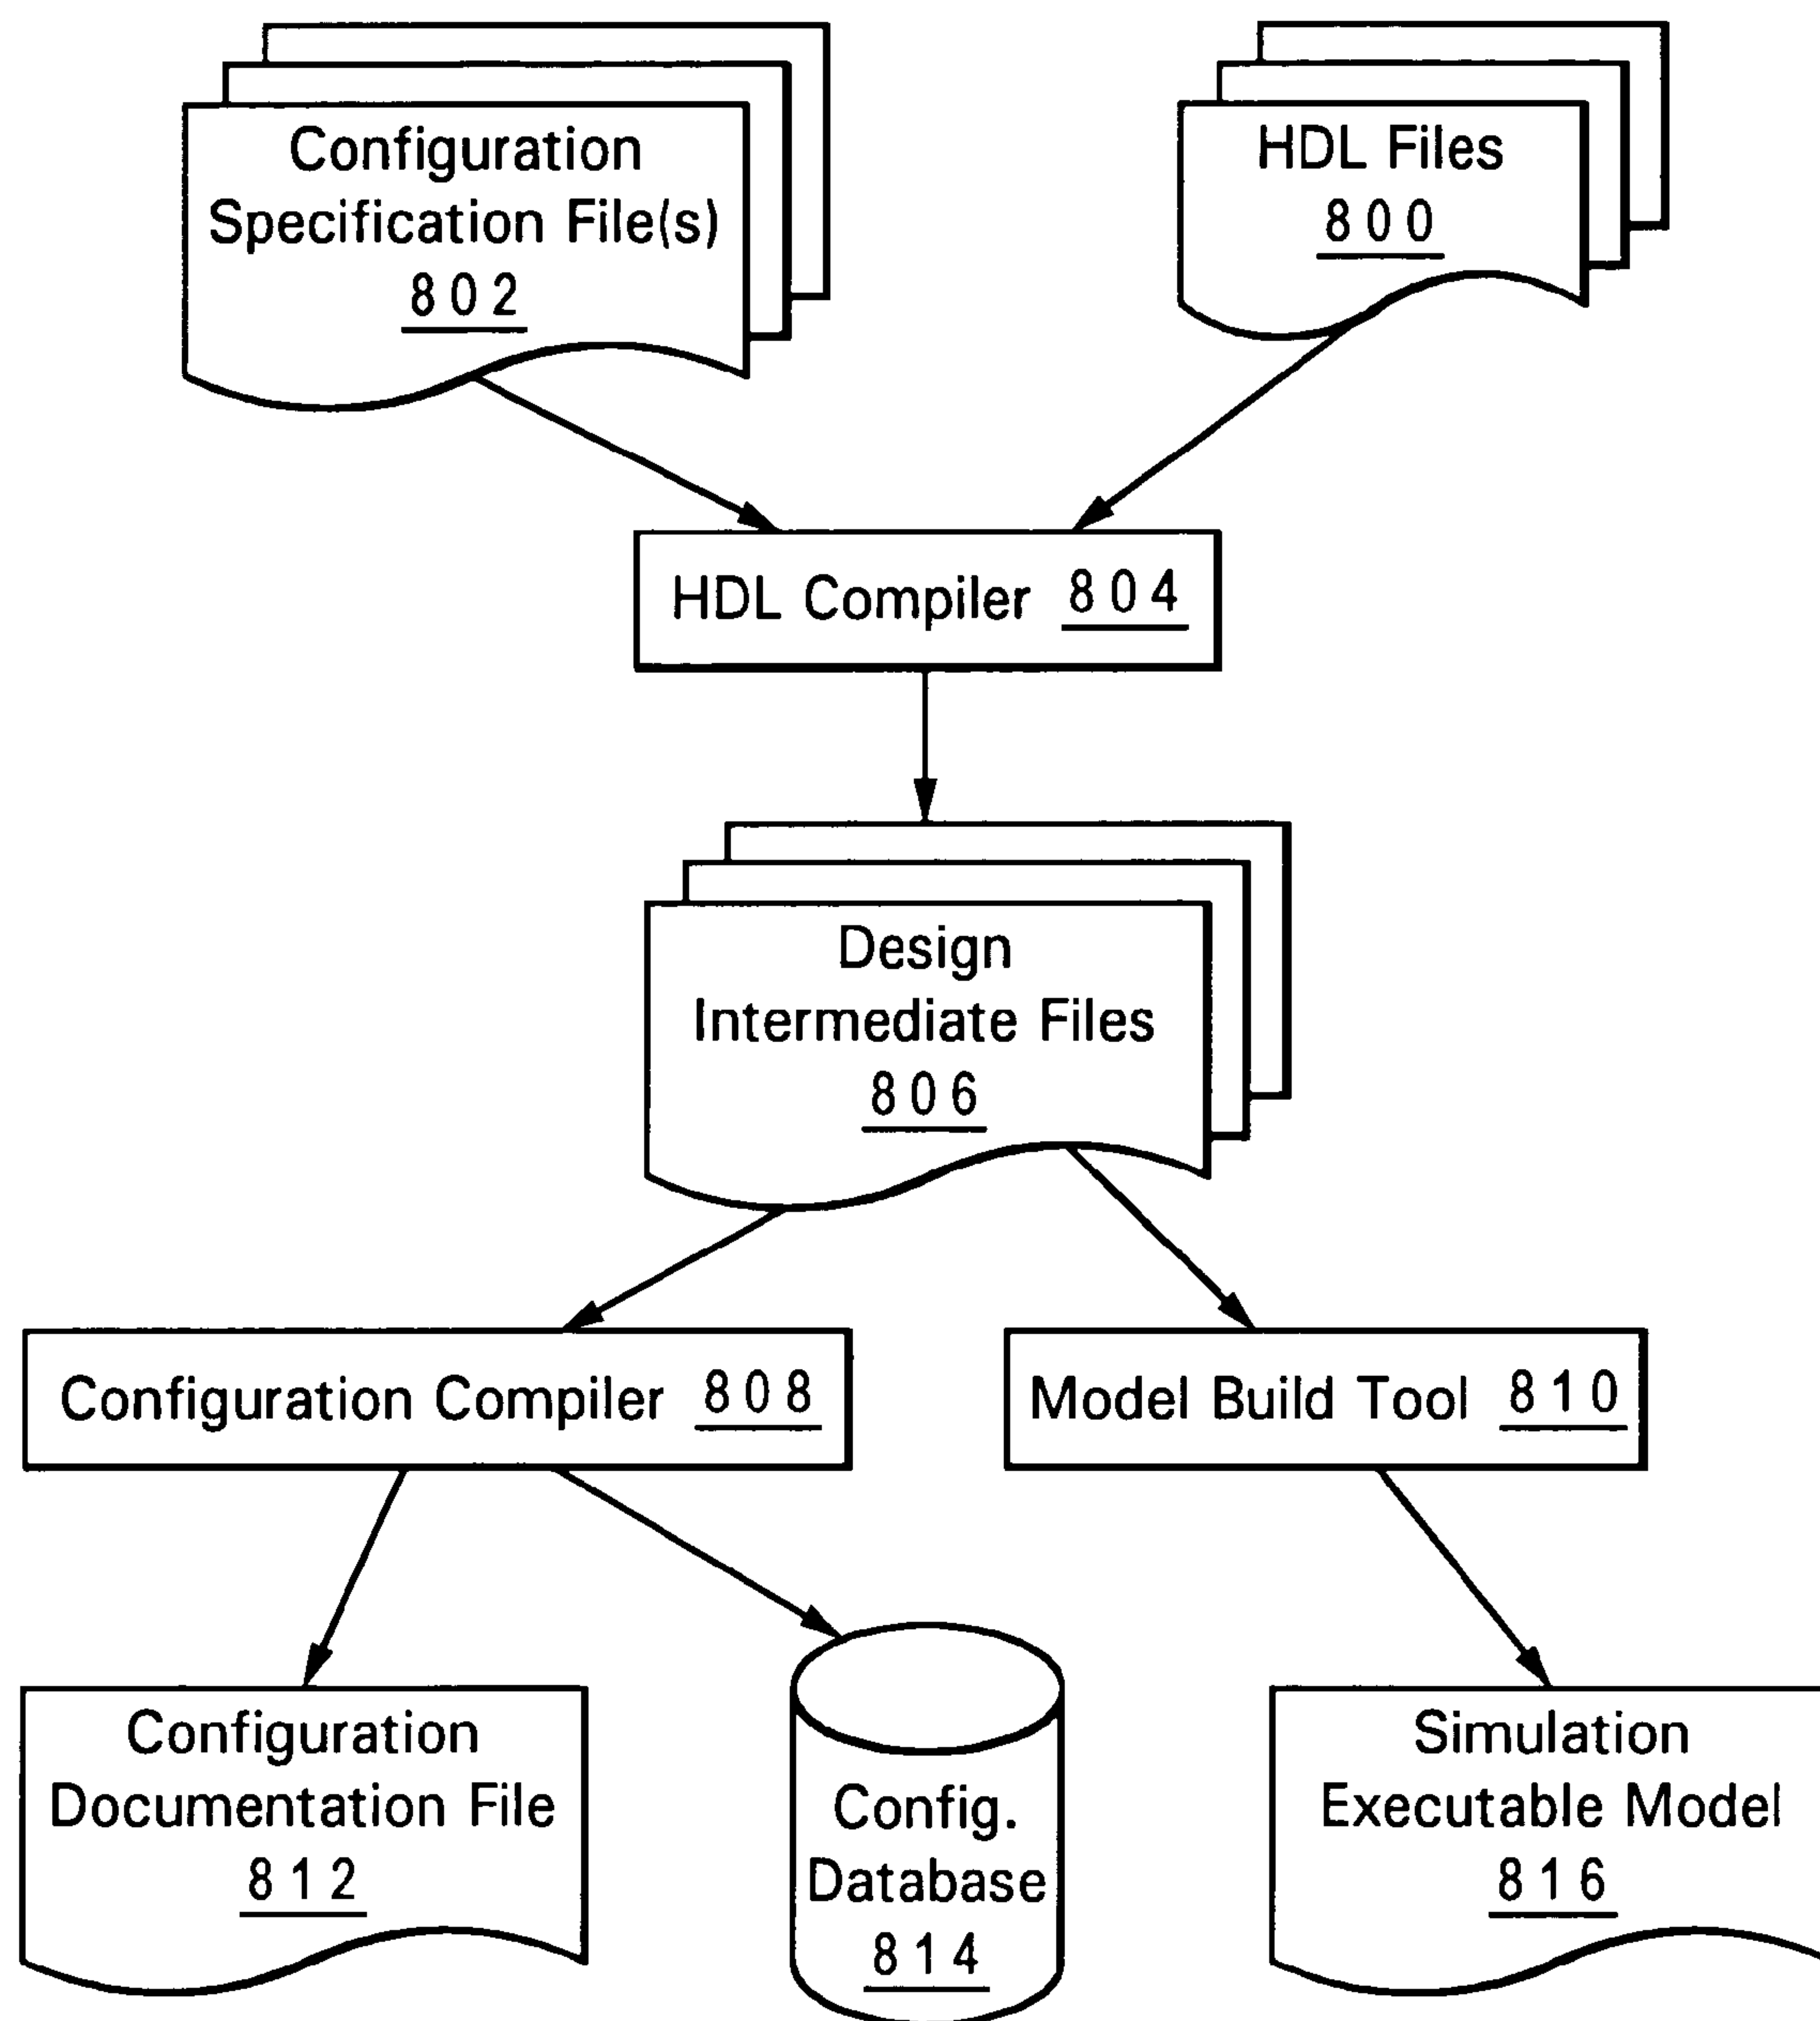 Configuration
Specification File(s)
802
HDL Files
800
HDL Compiler 804
Design
Intermediate Files
806
Configuration Compiler 808
Model Build Tool 810
Configuration
Documentation File
812
Config.
Database
814
Simulation
Executable Model
816